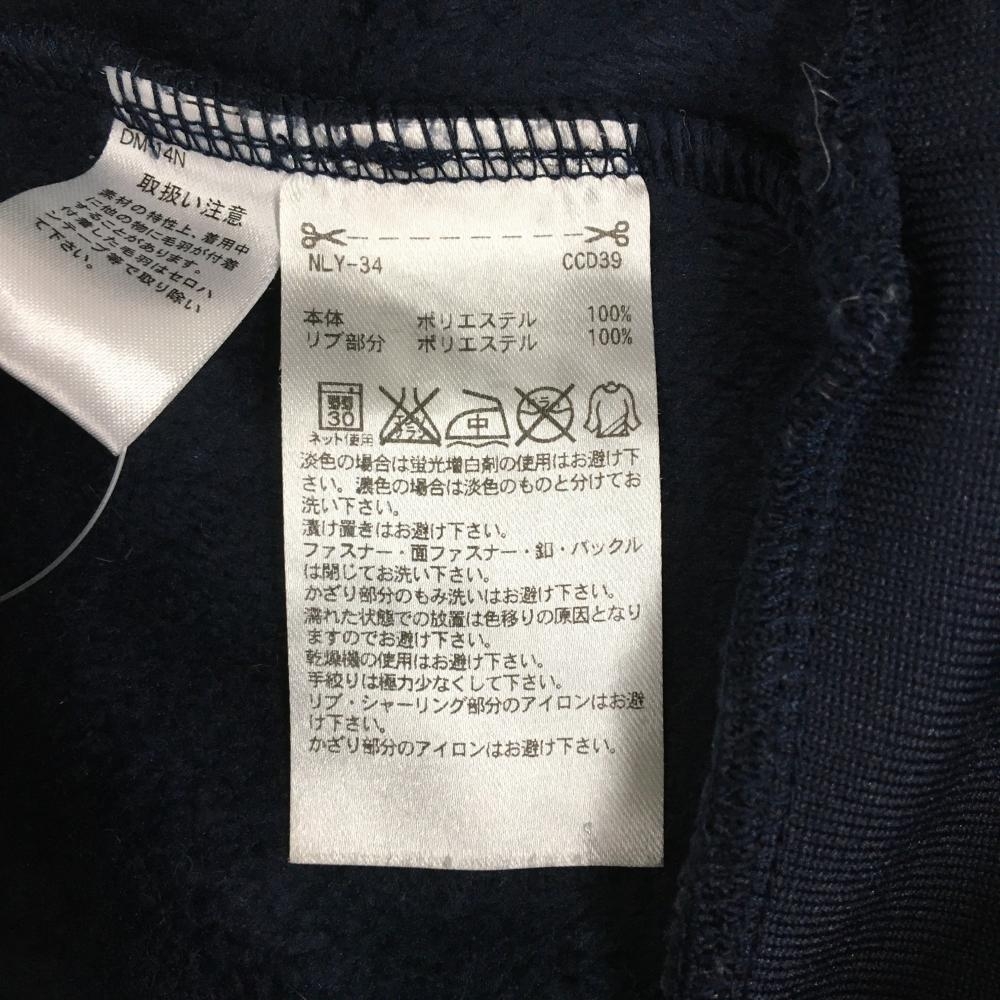 DM-14N
取扱い注意
素材の特性上、着用中
に他の物に毛羽が付着
することがあります。
付着した毛羽はセロハ
ンテープ等で取り除い
て下さい。
NLY-34 CCD39
本体 ポリエステル 100%
リブ部分 ポリエステル 100%
30 エンソ サラシ 中 ドライ
ネット使用
淡色の場合は蛍光増白剤の使用はお避け下
さい。濃色の場合は淡色のものと分けてお
洗い下さい。
漬け置きはお避け下さい。
ファスナー・面ファスナー・釦・バックル
は閉じてお洗い下さい。
かざり部分のもみ洗いはお避け下さい。
濡れた状態での放置は色移りの原因となり
ますのでお避け下さい。
乾燥機の使用はお避け下さい。
手絞りは極力少なくして下さい。
リブ・シャーリング部分のアイロンはお避
け下さい。
かざり部分のアイロンはお避け下さい。